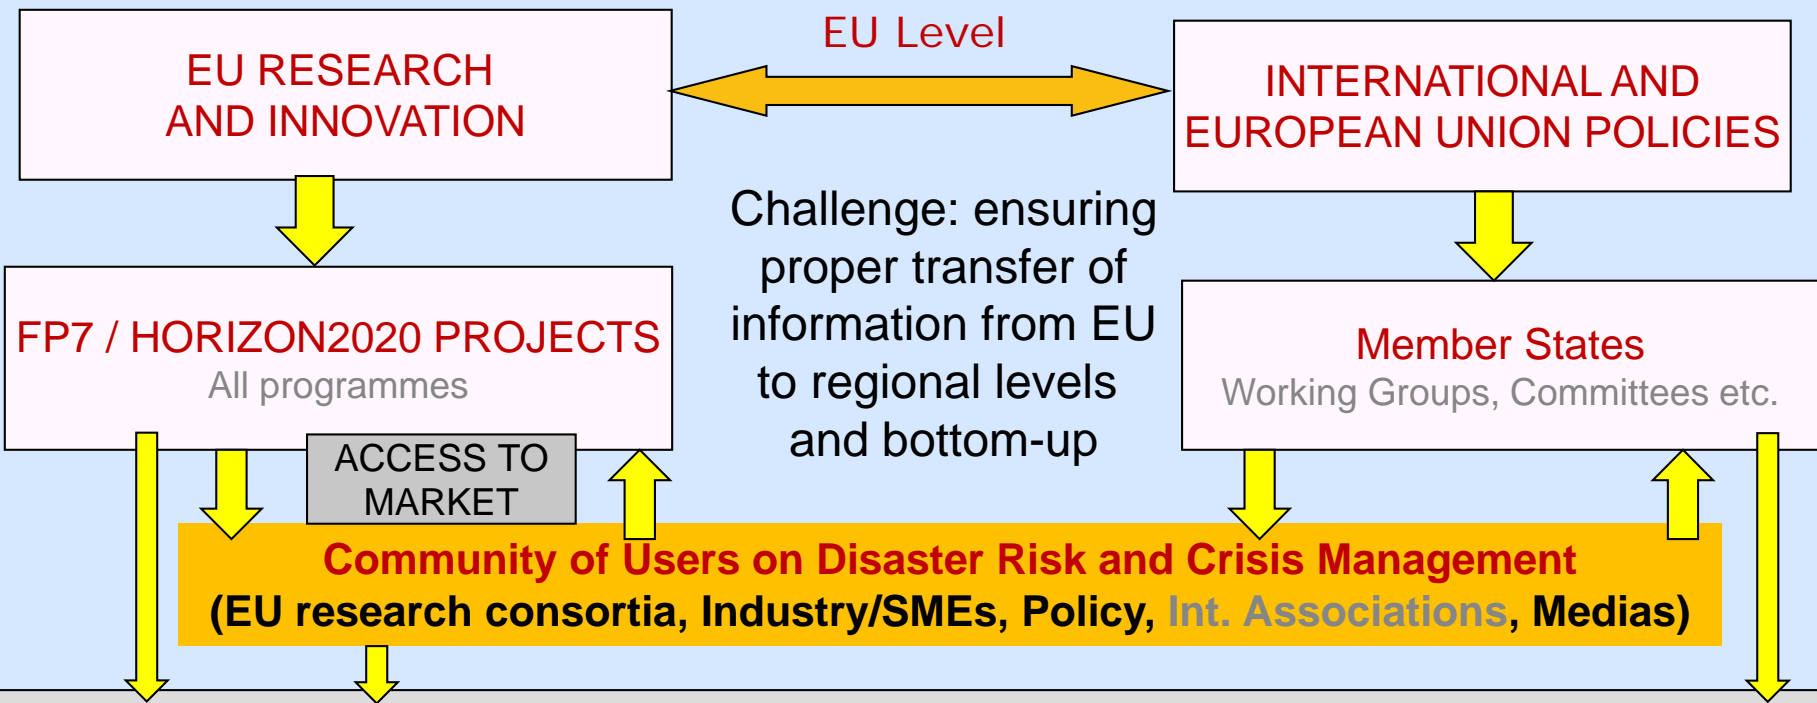 EU Level
EU RESEARCH
AND INNOVATION
INTERNATIONAL AND
EUROPEAN UNION POLICIES
Challenge: ensuring
proper transfer of
information from EU
to regional levels
and bottom-up
FP7 / HORIZON2020 PROJECTS
All programmes
Member States
Working Groups, Committees etc.
ACCESS TO
MARKET
Community of Users on Disaster Risk and Crisis Management
(EU research consortia, Industry/SMEs, Policy, Int. Associations, Medias)